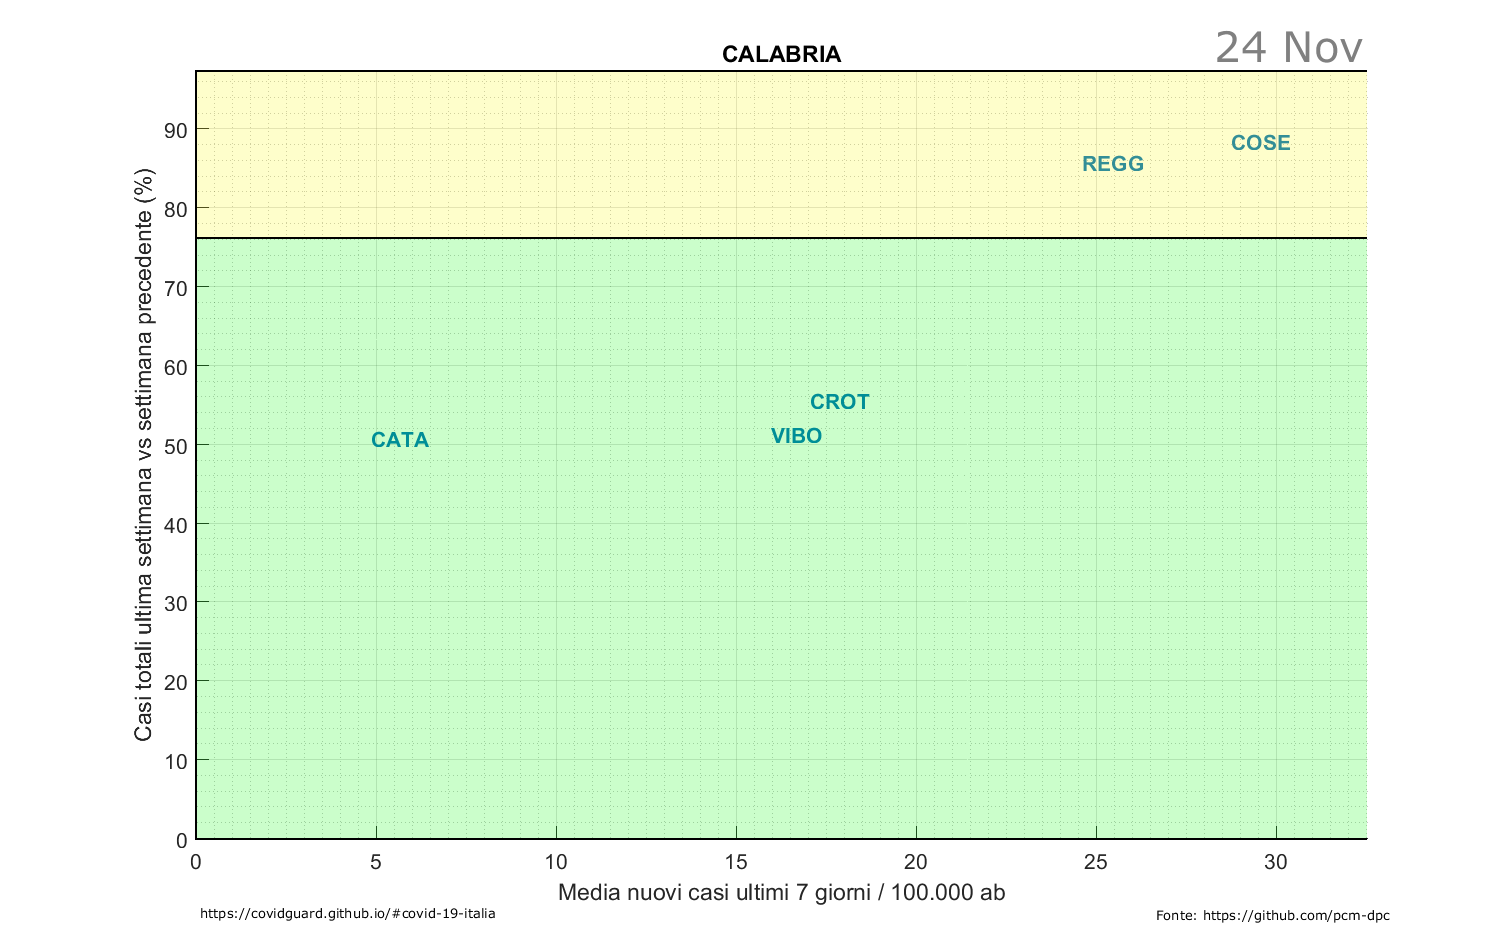 CALABRIA
24 Nov
Casi totali ultima settimana vs settimana precedente (%)
90
80
70
60
50
40
30
20
10
0
COSE
REGG
CROT
VIBO
CATA
0 5 10 15 20 25 30
Media nuovi casi ultimi 7 giorni / 100.000 ab
https://covidguard.github.io/#covid-19-italia
Fonte: https://github.com/pcm-dpc